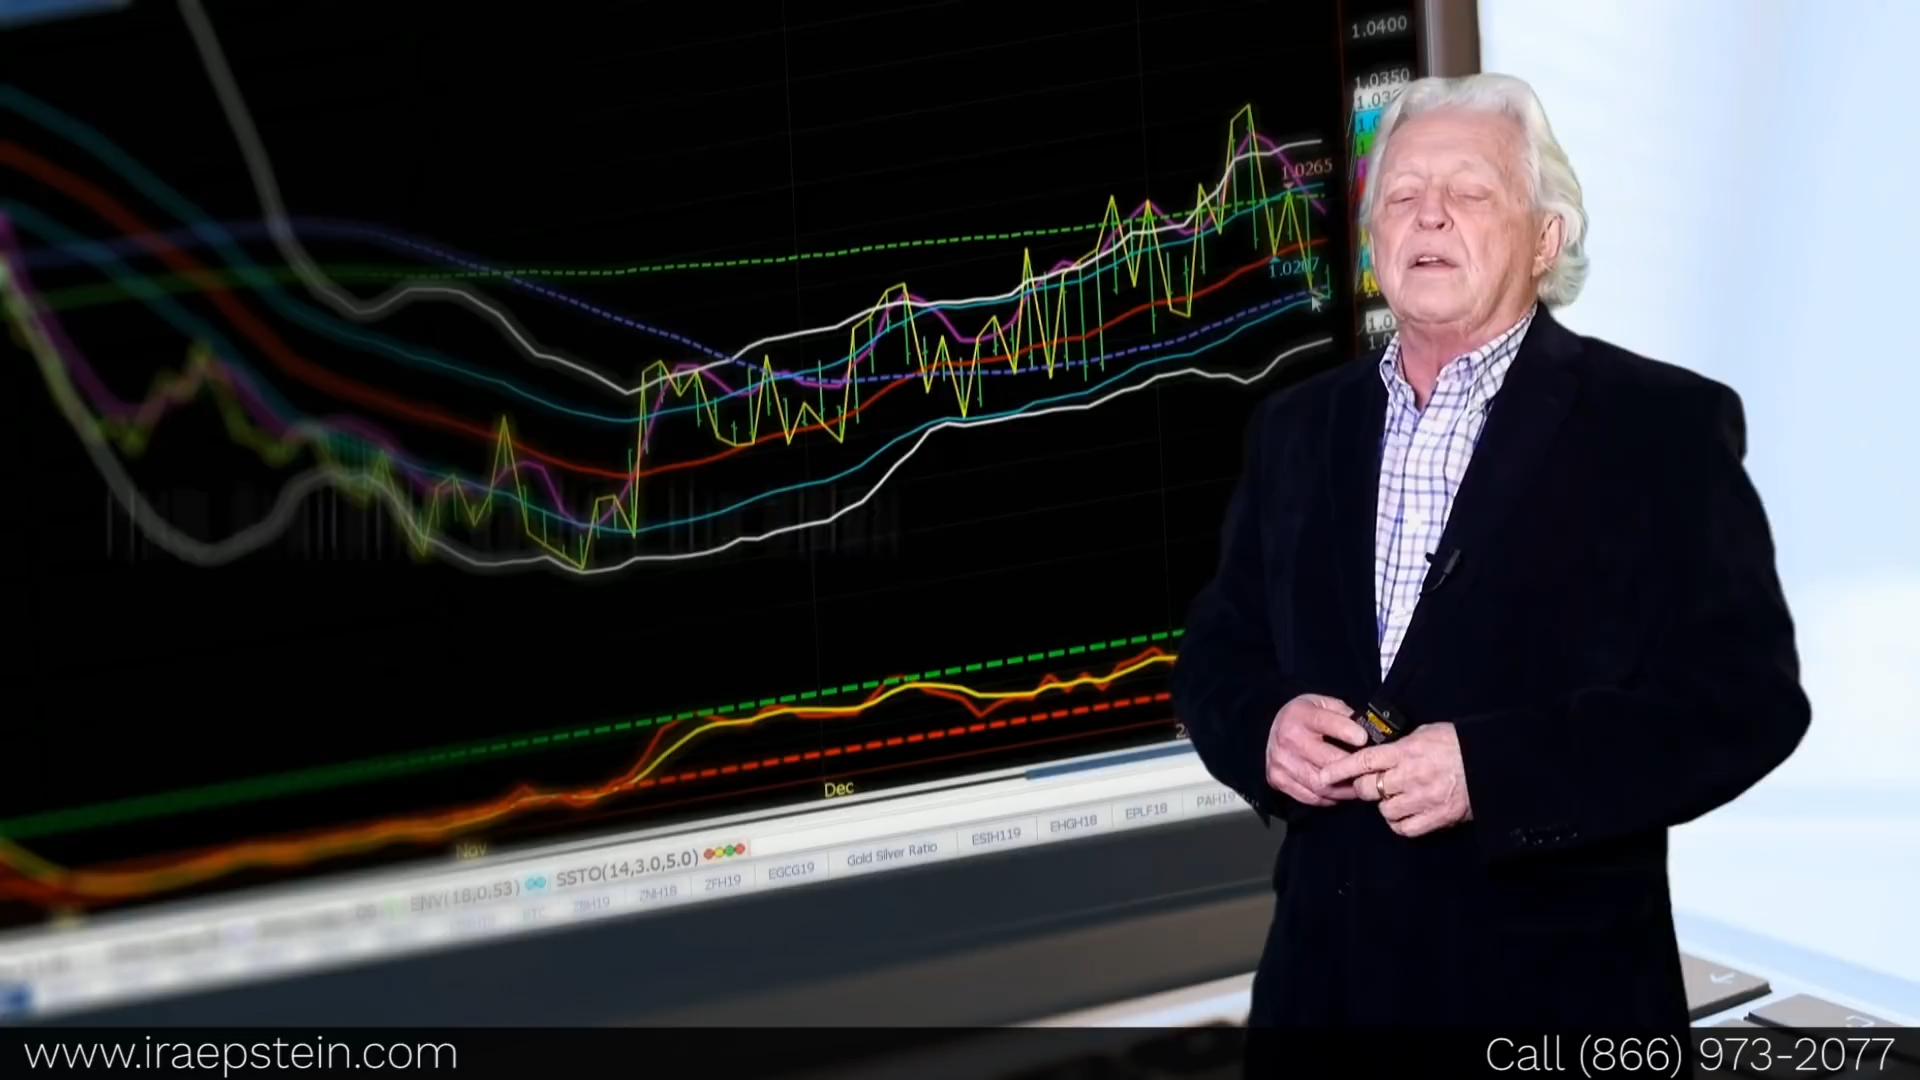 1.0400
1.0350
1.0265
1.0207
Dec
Nov
ENV(18,0.53) SSTO(14,3.0,5.0)
ZNH18 ZFH19 EGCG19 Gold Silver Ratio ESIH119 EHGH18 EPLF18 PAH19
www.iraepstein.com
Call (866) 973-2077